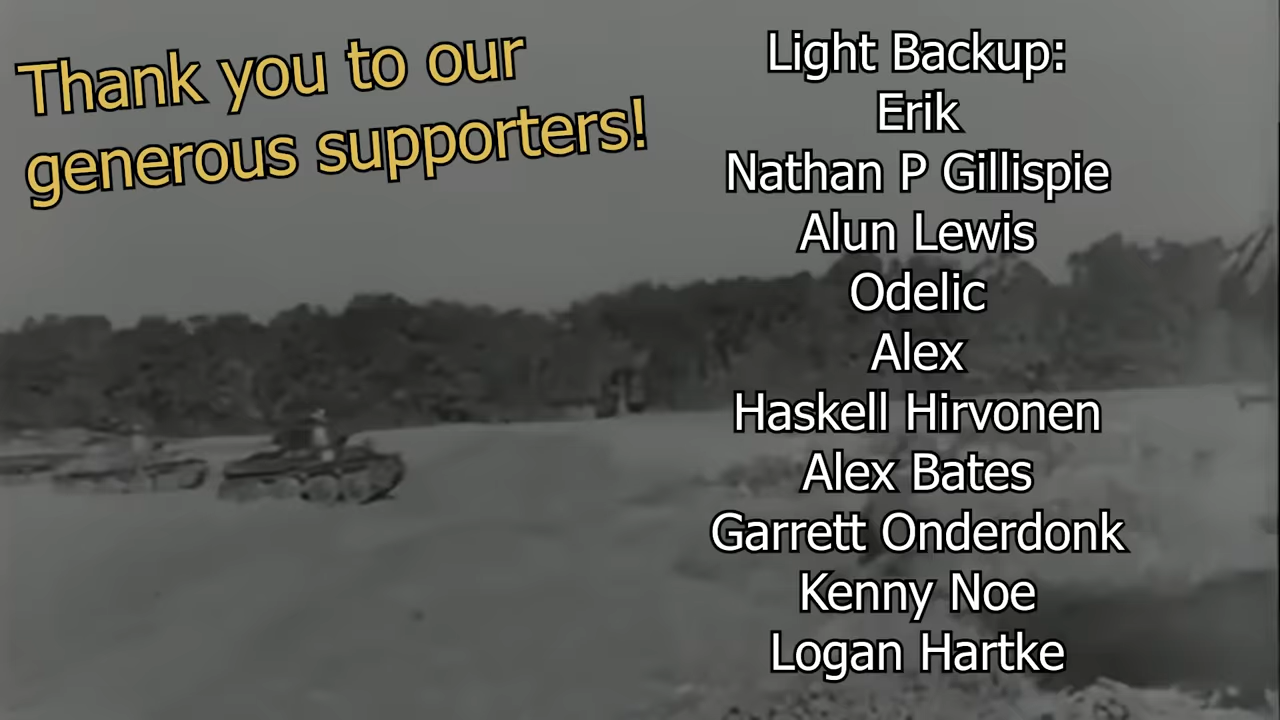 Thank you to our
generous supporters!
Light Backup:
Erik
Nathan P Gillispie
Alun Lewis
Odelic
Alex
Haskell Hirvonen
Alex Bates
Garrett Onderdonk
Kenny Noe
Logan Hartke